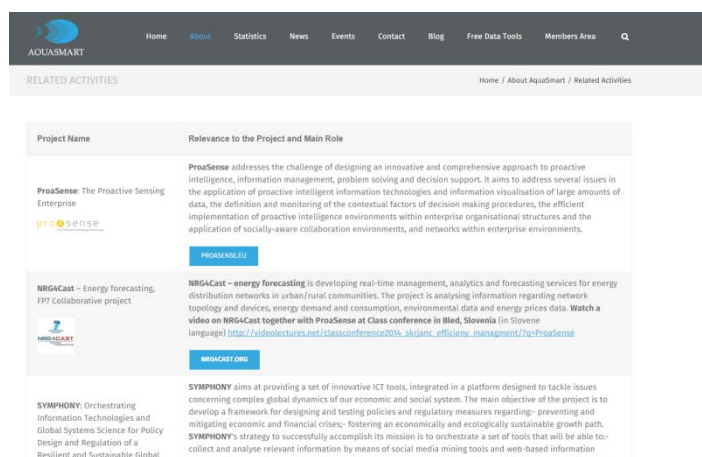 Home About Statistics News Events Contact Blog Free Data Tools Members Area
AQUASMART
RELATED ACTIVITIES
Home / About AquaSmart / Related Activities
Project Name
Relevance to the Project and Main Role
ProaSense: The Proactive Sensing
Enterprise
proasense
ProaSense addresses the challenge of designing an innovative and comprehensive approach to proactive
intelligence, information management, problem solving and decision support. It aims to address several issues in
the application of proactive intelligent information technologies and information visualisation of large amounts of
data, the definition and monitoring of the contextual factors of decision making procedures, the efficient
implementation of proactive intelligence environments within enterprise organisational structures and the
application of socially-aware collaboration environments, and networks within enterprise environments.
PROASENSE.EU
NRG4Cast – Energy forecasting,
FP7 Collaborative project
NRG4CAST
NRG4Cast – energy forecasting is developing real-time management, analytics and forecasting services for energy
distribution networks in urban/rural communities. The project is analysing information regarding network
topology and devices, energy demand and consumption, environmental data and energy prices data. Watch a
video on NRG4Cast together with ProaSense at Class conference in Bled, Slovenia (in Slovene
language) http://videolectures.net/classconference2014_skrjanc_efficieny_managment/?q=ProaSense
NRG4CAST.ORG
SYMPHONY: Orchestrating
Information Technologies and
Global Systems Science for Policy
Design and Regulation of a
Resilient and Sustainable Global
SYMPHONY aims at providing a set of innovative ICT tools, integrated in a platform designed to tackle issues
concerning complex global dynamics of our economic and social system. The main objective of the project is to
develop a framework for designing and testing policies and regulatory measures regarding:- preventing and
mitigating economic and financial crises;- fostering an economically and ecologically sustainable growth path.
SYMPHONY's strategy to successfully accomplish its mission is to orchestrate a set of tools that will be able to:-
collect and analyse relevant information by means of social media mining tools and web-based information